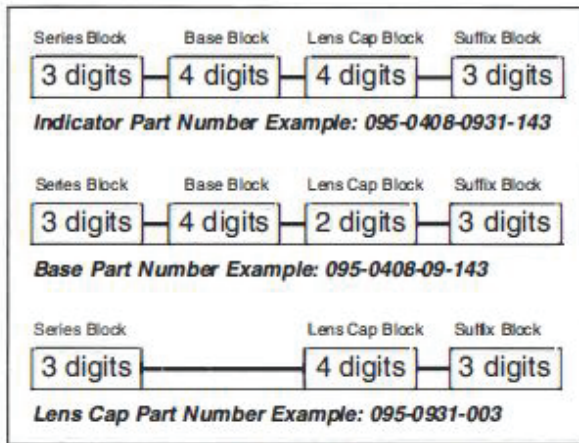 Series Block Base Block Lens Cap Block Suffix Block
3 digits 4 digits 4 digits 3 digits
Indicator Part Number Example: 095-0408-0931-143
Series Block Base Block Lens Cap Block Suffix Block
3 digits 4 digits 2 digits 3 digits
Base Part Number Example: 095-0408-09-143
Series Block Lens Cap Block Suffix Block
3 digits 4 digits 3 digits
Lens Cap Part Number Example: 095-0931-003